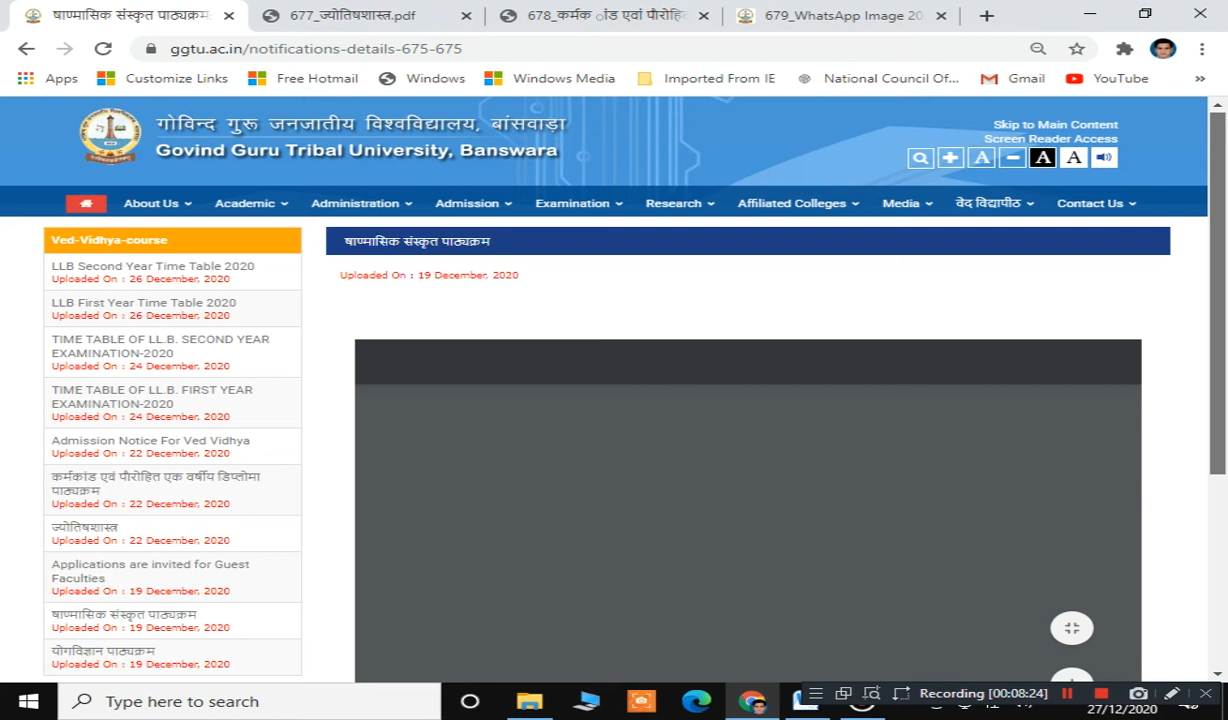 षाण्मासिक संस्कृत पाठ्यक्रम
677_ज्योतिषशास्त्र.pdf
678_कर्मक ांड एवां पौरोहित
679_WhatsApp Image 20
ggtu.ac.in/notifications-details-675-675
Apps Customize Links Free Hotmail Windows Windows Media Imported From IE National Council Of... Gmail YouTube »
गोविन्द गुरू जनजातीय विश्वविद्यालय, बांसवाड़ा
Govind Guru Tribal University, Banswara
Skip to Main Content
Screen Reader Access
A A A
About Us Academic Administration Admission Examination Research Affiliated Colleges Media वेद विद्यापीठ Contact Us
Ved-Vidhya-course
LLB Second Year Time Table 2020
Uploaded On : 26 December, 2020
LLB First Year Time Table 2020
Uploaded On : 26 December, 2020
TIME TABLE OF LL.B. SECOND YEAR
EXAMINATION-2020
Uploaded On : 24 December, 2020
TIME TABLE OF LL.B. FIRST YEAR
EXAMINATION-2020
Uploaded On : 24 December, 2020
Admission Notice For Ved Vidhya
Uploaded On : 22 December, 2020
कर्मकांड एवं पौरोहित एक वर्षीय डिप्लोमा
पाठ्यक्रम
Uploaded On : 22 December, 2020
ज्योतिषशास्त्र
Uploaded On : 22 December, 2020
Applications are invited for Guest
Faculties
Uploaded On : 19 December, 2020
षाण्मासिक संस्कृत पाठ्यक्रम
Uploaded On : 19 December, 2020
योगविज्ञान पाठ्यक्रम
Uploaded On : 19 December, 2020
षाण्मासिक संस्कृत पाठ्यक्रम
Uploaded On : 19 December, 2020
Type here to search
Recording [00:08:24]
27/12/2020